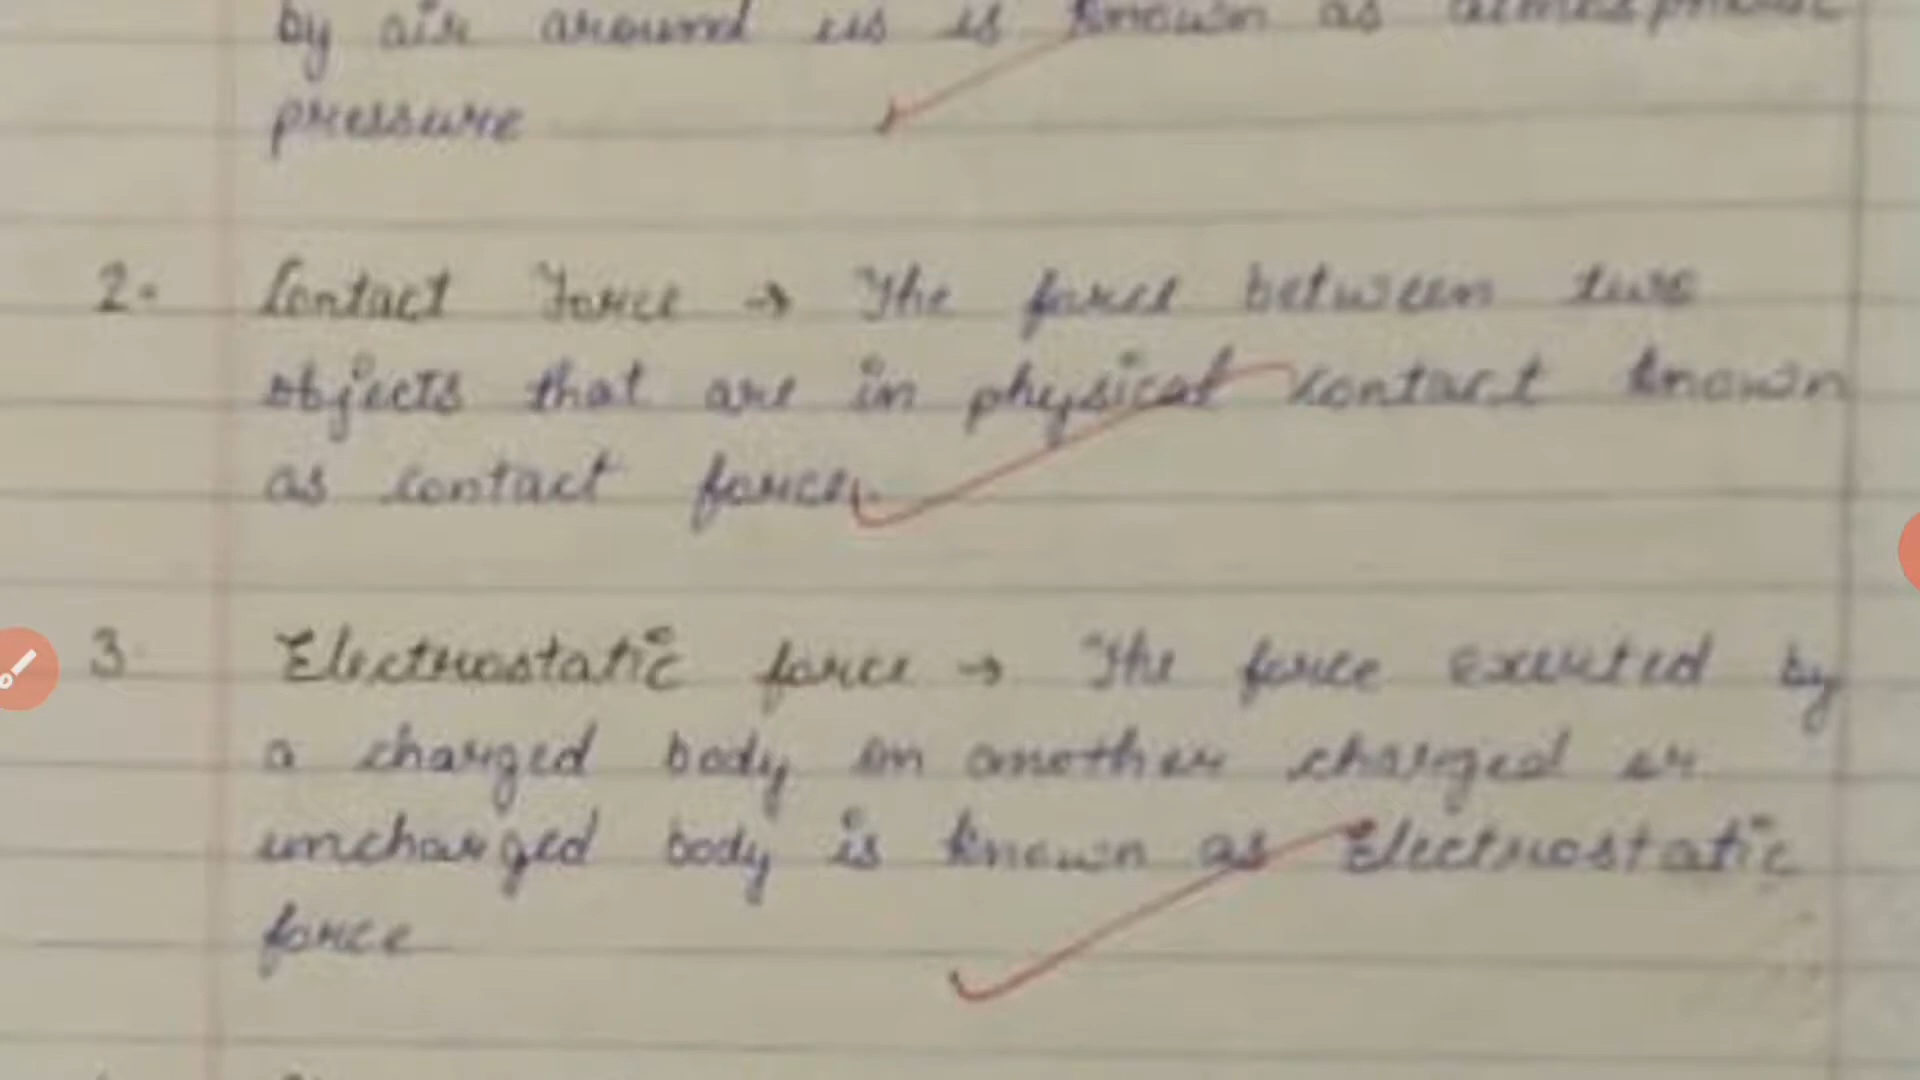 by air around us is known as atmospheric
pressure
2. Contact Force → The force between two
objects that are in physical contact known
as contact force.
3. Electrostatic force → The force exerted by
a charged body on another charged or
uncharged body is known as Electrostatic
force